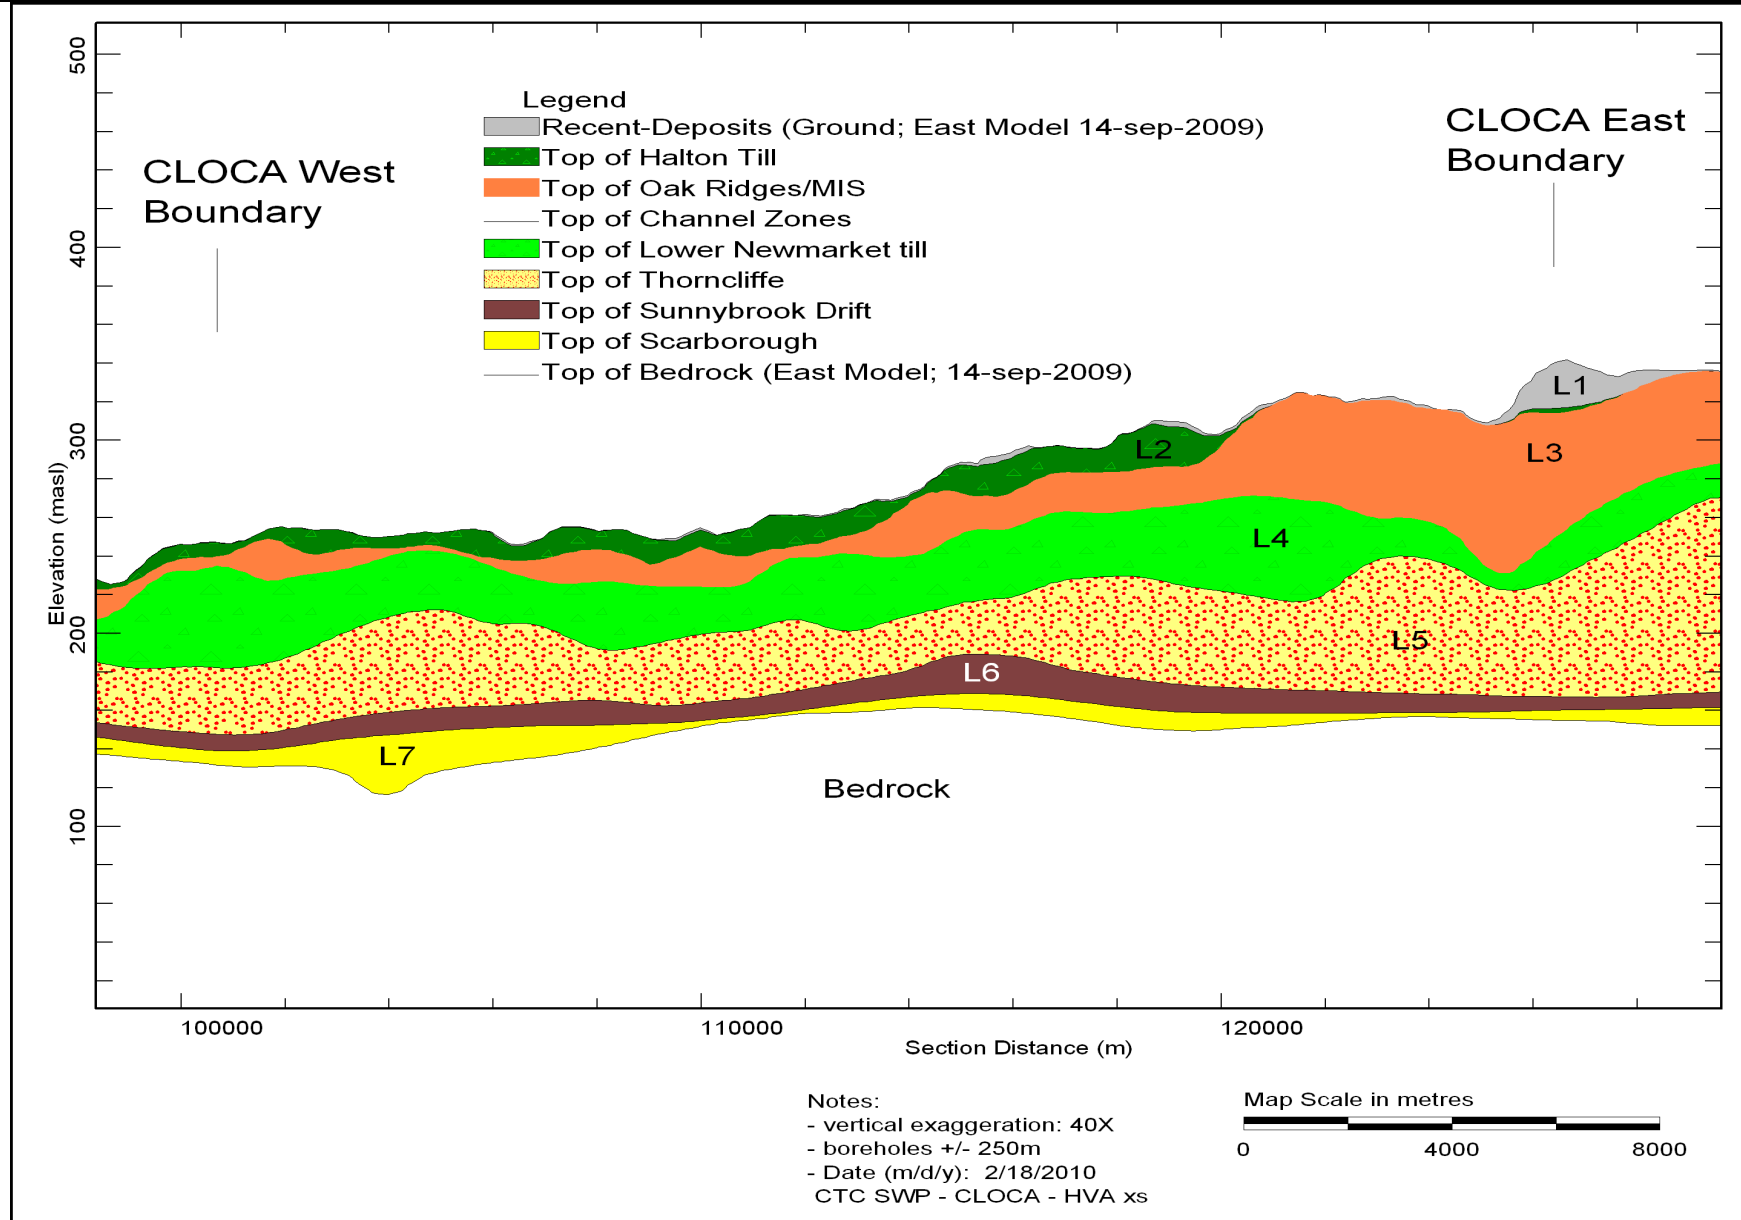 500
400
300
200
100
Elevation (masl)
Legend
Recent-Deposits (Ground; East Model 14-sep-2009)
Top of Halton Till
Top of Oak Ridges/MIS
Top of Channel Zones
Top of Lower Newmarket till
Top of Thorncliffe
Top of Sunnybrook Drift
Top of Scarborough
Top of Bedrock (East Model; 14-sep-2009)
CLOCA West
Boundary
CLOCA East
Boundary
L1
L2
L3
L4
L5
L6
L7
Bedrock
100000
110000
120000
Section Distance (m)
Notes:
- vertical exaggeration: 40X
- boreholes +/- 250m
- Date (m/d/y): 2/18/2010
CTC SWP - CLOCA - HVA xs
Map Scale in metres
0
4000
8000